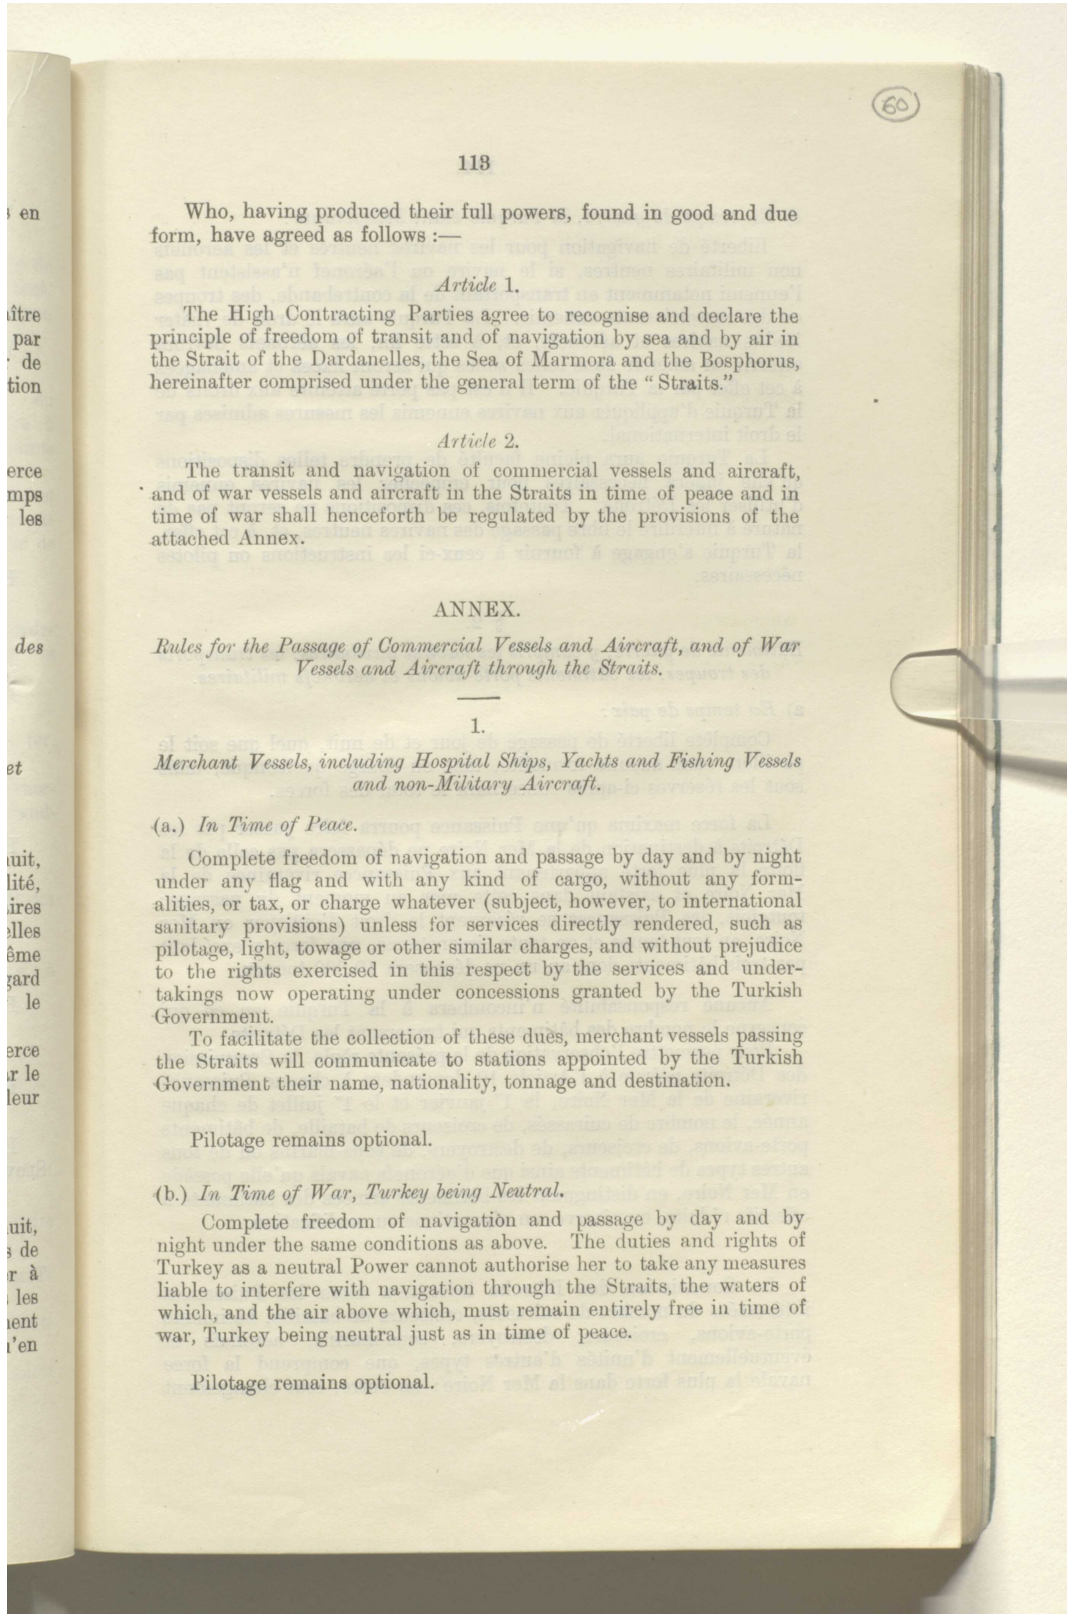 60
113
Who, having produced their full powers, found in good and due
form, have agreed as follows :—
Article 1.
The High Contracting Parties agree to recognise and declare the
principle of freedom of transit and of navigation by sea and by air in
the Strait of the Dardanelles, the Sea of Marmora and the Bosphorus,
hereinafter comprised under the general term of the “ Straits.”
Article 2.
The transit and navigation of commercial vessels and aircraft,
and of war vessels and aircraft in the Straits in time of peace and in
time of war shall henceforth be regulated by the provisions of the
attached Annex.
ANNEX.
Rules for the Passage of Commercial Vessels and Aircraft, and of War
Vessels and Aircraft through the Straits.
1.
Merchant Vessels, including Hospital Ships, Yachts and Fishing Vessels
and non-Military Aircraft.
(a.) In Time of Peace.
Complete freedom of navigation and passage by day and by night
under any flag and with any kind of cargo, without any form-
alities, or tax, or charge whatever (subject, however, to international
sanitary provisions) unless for services directly rendered, such as
pilotage, light, towage or other similar charges, and without prejudice
to the rights exercised in this respect by the services and under-
takings now operating under concessions granted by the Turkish
Government.
To facilitate the collection of these dues, merchant vessels passing
the Straits will communicate to stations appointed by the Turkish
Government their name, nationality, tonnage and destination.
Pilotage remains optional.
(b.) In Time of War, Turkey being Neutral.
Complete freedom of navigation and passage by day and by
night under the same conditions as above. The duties and rights of
Turkey as a neutral Power cannot authorise her to take any measures
liable to interfere with navigation through the Straits, the waters of
which, and the air above which, must remain entirely free in time of
war, Turkey being neutral just as in time of peace.
Pilotage remains optional.